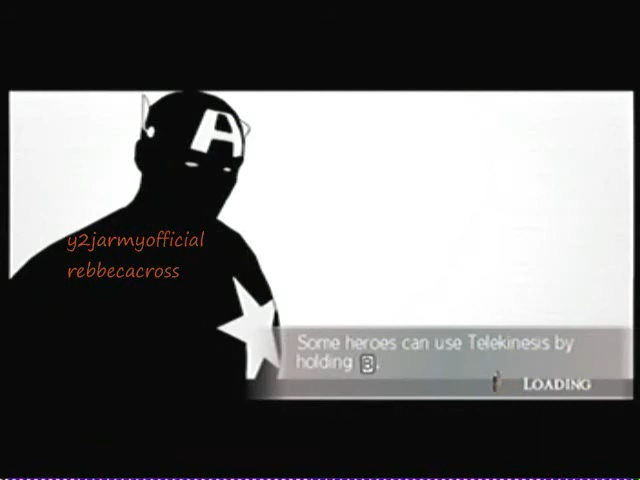 A
y2jarmyofficial
rebbecacross
Some heroes can use Telekinesis by
holding B.
LOADING